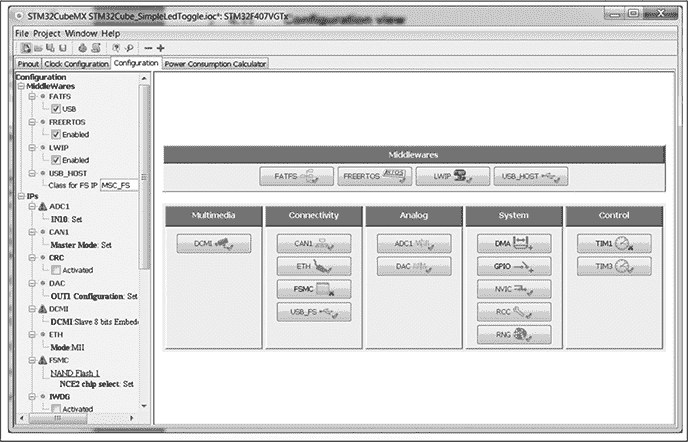 Configuration view
STM32CubeMX STM32Cube_SimpleLedToggle.ioc*: STM32F407VGTx
File Project Window Help
Pinout Clock Configuration Configuration Power Consumption Calculator
Configuration
MiddleWares
FATFS
USB
FREERTOS
Enabled
LWIP
Enabled
USB_HOST
Class for FS IP MSC_FS
IPs
ADC1
IN10: Set
CAN1
Master Mode: Set
CRC
Activated
DAC
OUT1 Configuration: Set
DCMI
DCMI:Slave 8 bits Embed
ETH
Mode:MII
FSMC
NAND Flash 1
NCE2 chip select: Set
IWDG
Activated
Middlewares
FATFS FREERTOS RTOS LWIP USB_HOST
Multimedia
DCMI
Connectivity
CAN1
ETH
FSMC
USB_FS
Analog
ADC1
DAC
System
DMA
GPIO
NVIC
RCC
RNG
Control
TIM1
TIM3